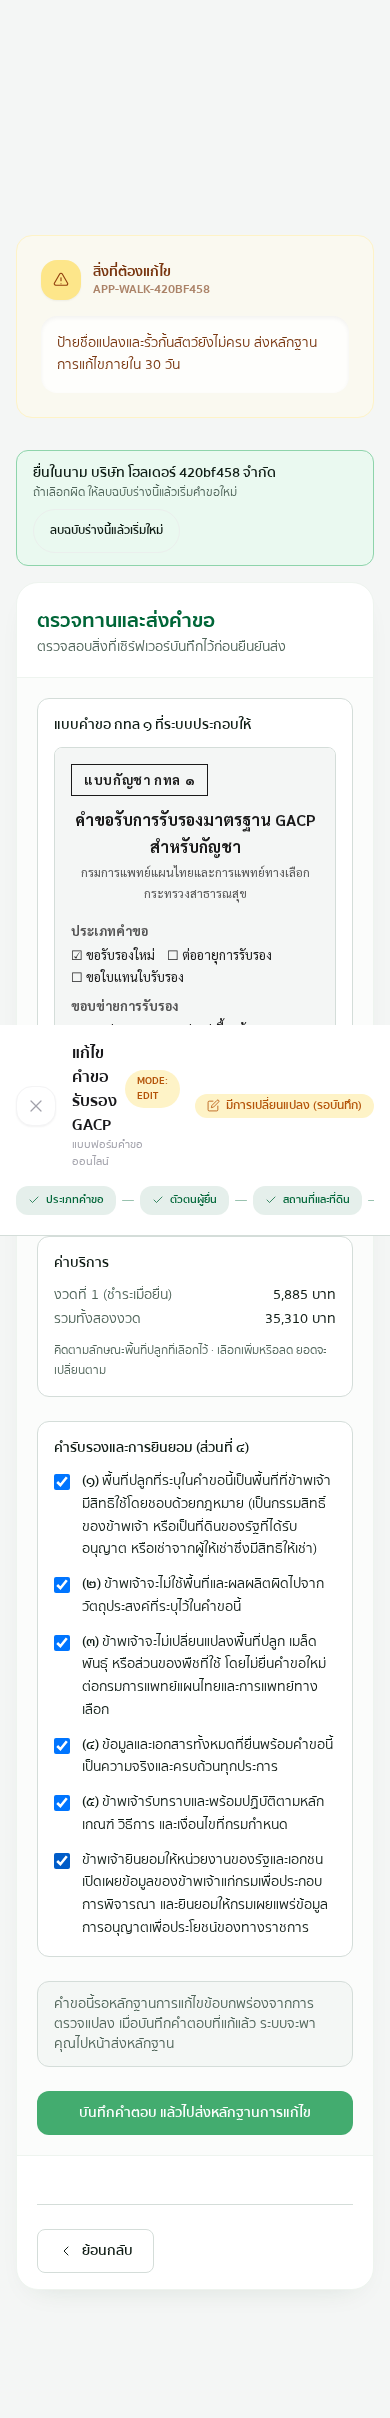 สิ่งที่ต้องแก้ไข
APP-WALK-420BF458
ป้ายชื่อแปลงและรั้วกั้นสัตว์ยังไม่ครบ ส่งหลักฐาน
การแก้ไขภายใน 30 วัน
ยื่นในนาม บริษัท โฮลเดอร์ 420bf458 จำกัด
ถ้าเลือกผิด ให้ลบฉบับร่างนี้แล้วเริ่มคำขอใหม่
ลบฉบับร่างนี้แล้วเริ่มใหม่
ตรวจทานและส่งคำขอ
ตรวจสอบสิ่งที่เซิร์ฟเวอร์บันทึกไว้ก่อนยืนยันส่ง
แบบคำขอ กทล ๑ ที่ระบบประกอบให้
แบบกัญชา กทล ๑
คำขอรับการรับรองมาตรฐาน GACP
สำหรับกัญชา
กรมการแพทย์แผนไทยและการแพทย์ทางเลือก
กระทรวงสาธารณสุข
ประเภทคำขอ
☑ ขอรับรองใหม่ ☐ ต่ออายุการรับรอง
☐ ขอใบแทนใบรับรอง
ขอบข่ายการรับรอง
แก้ไข
คำขอ
รับรอง
GACP
แบบฟอร์มคำขอ
ออนไลน์
MODE:
EDIT
มีการเปลี่ยนแปลง (รอบันทึก)
ประเภทคำขอ
ตัวตนผู้ยื่น
สถานที่และที่ดิน
ค่าบริการ
งวดที่ 1 (ชำระเมื่อยื่น) 5,885 บาท
รวมทั้งสองงวด 35,310 บาท
คิดตามลักษณะพื้นที่ปลูกที่เลือกไว้ · เลือกเพิ่มหรือลด ยอดจะ
เปลี่ยนตาม
คำรับรองและการยินยอม (ส่วนที่ ๔)
(๑) พื้นที่ปลูกที่ระบุในคำขอนี้เป็นพื้นที่ที่ข้าพเจ้า
มีสิทธิใช้โดยชอบด้วยกฎหมาย (เป็นกรรมสิทธิ์
ของข้าพเจ้า หรือเป็นที่ดินของรัฐที่ได้รับ
อนุญาต หรือเช่าจากผู้ให้เช่าซึ่งมีสิทธิให้เช่า)
(๒) ข้าพเจ้าจะไม่ใช้พื้นที่และผลผลิตผิดไปจาก
วัตถุประสงค์ที่ระบุไว้ในคำขอนี้
(๓) ข้าพเจ้าจะไม่เปลี่ยนแปลงพื้นที่ปลูก เมล็ด
พันธุ์ หรือส่วนของพืชที่ใช้ โดยไม่ยื่นคำขอใหม่
ต่อกรมการแพทย์แผนไทยและการแพทย์ทาง
เลือก
(๔) ข้อมูลและเอกสารทั้งหมดที่ยื่นพร้อมคำขอนี้
เป็นความจริงและครบถ้วนทุกประการ
(๕) ข้าพเจ้ารับทราบและพร้อมปฏิบัติตามหลัก
เกณฑ์ วิธีการ และเงื่อนไขที่กรมกำหนด
ข้าพเจ้ายินยอมให้หน่วยงานของรัฐและเอกชน
เปิดเผยข้อมูลของข้าพเจ้าแก่กรมเพื่อประกอบ
การพิจารณา และยินยอมให้กรมเผยแพร่ข้อมูล
การอนุญาตเพื่อประโยชน์ของทางราชการ
คำขอนี้รอหลักฐานการแก้ไขข้อบกพร่องจากการ
ตรวจแปลง เมื่อบันทึกคำตอบที่แก้แล้ว ระบบจะพา
คุณไปหน้าส่งหลักฐาน
บันทึกคำตอบ แล้วไปส่งหลักฐานการแก้ไข
ย้อนกลับ